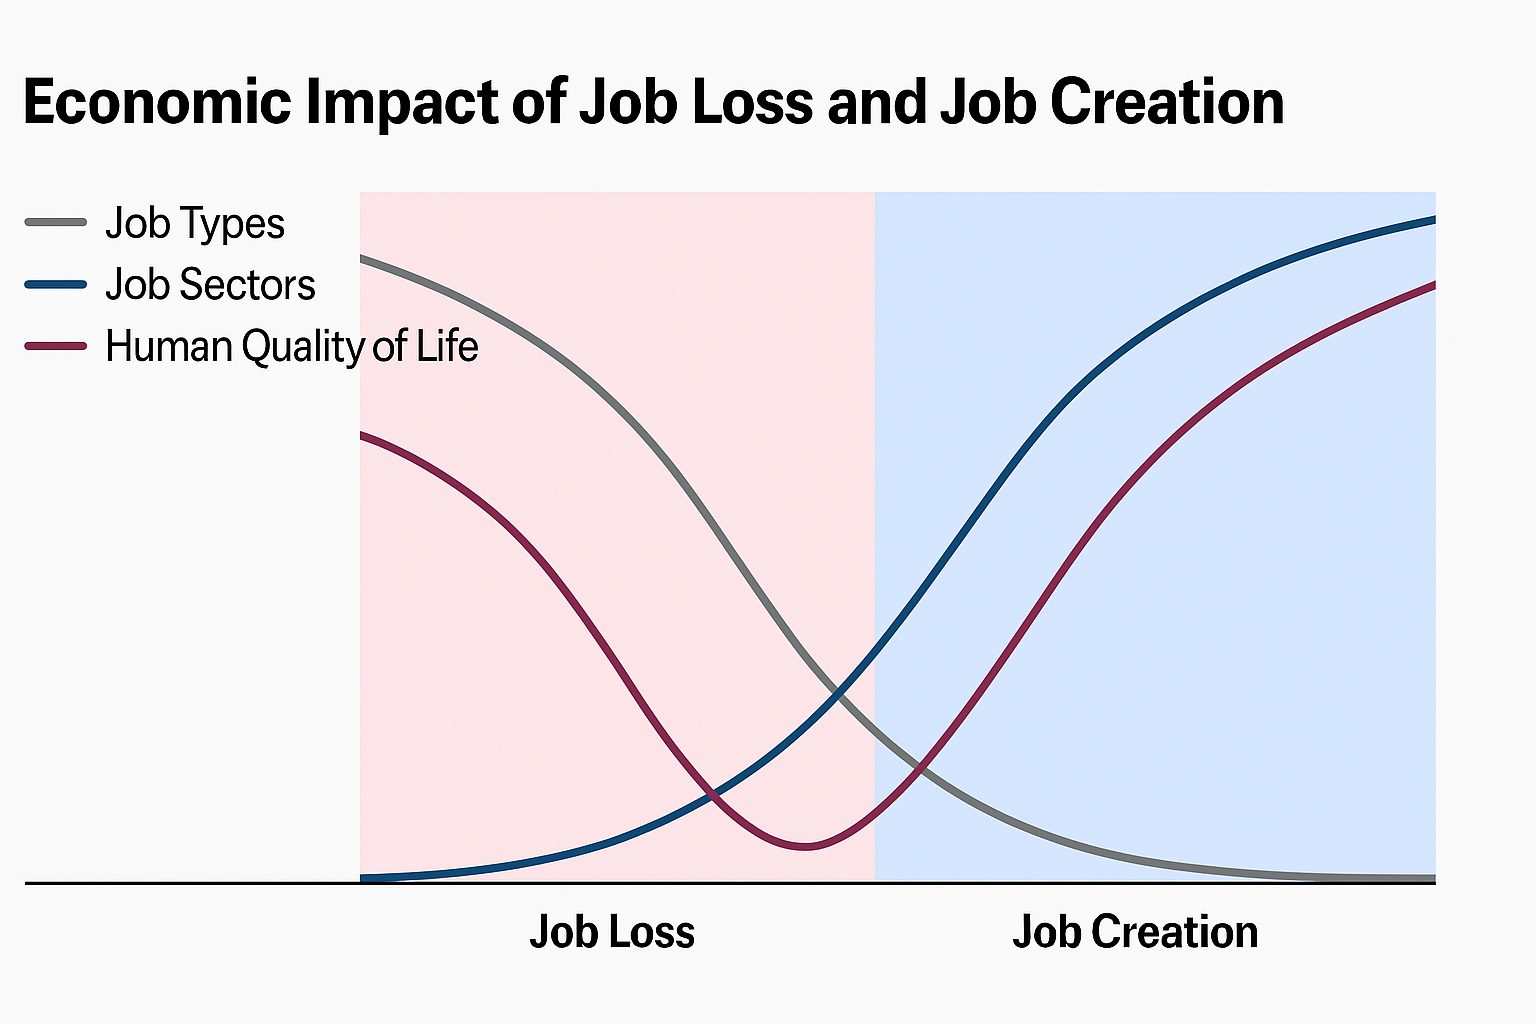 Economic Impact of Job Loss and Job Creation
Job Types
Job Sectors
Human Quality of Life
Job Loss
Job Creation